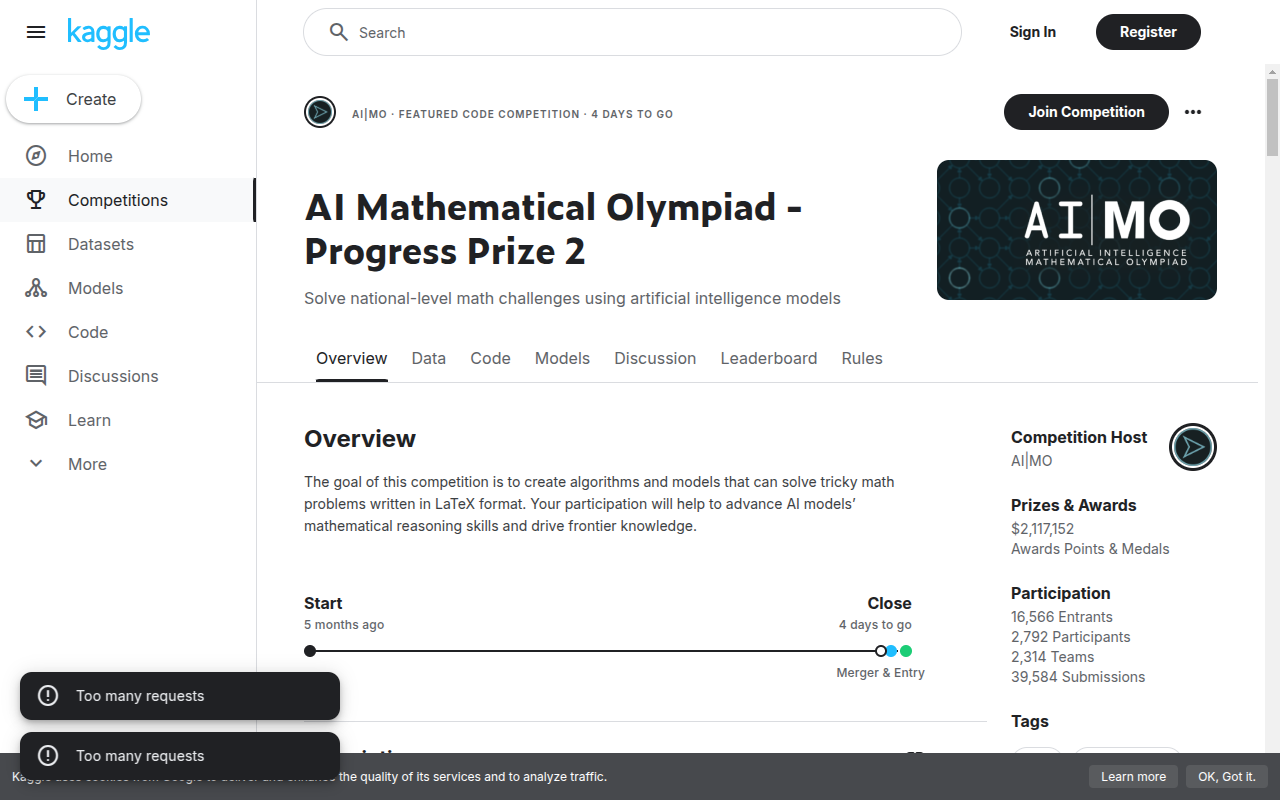 kaggle
Search
Sign In
Register
Create
Home
Competitions
Datasets
Models
Code
Discussions
Learn
More
AI|MO · FEATURED CODE COMPETITION · 4 DAYS TO GO
Join Competition
AI Mathematical Olympiad -
Progress Prize 2
Solve national-level math challenges using artificial intelligence models
AI|MO
ARTIFICIAL INTELLIGENCE
MATHEMATICAL OLYMPIAD
Overview Data Code Models Discussion Leaderboard Rules
Overview
The goal of this competition is to create algorithms and models that can solve tricky math
problems written in LaTeX format. Your participation will help to advance AI models’
mathematical reasoning skills and drive frontier knowledge.
Start
5 months ago
Close
4 days to go
Merger & Entry
Competition Host
AI|MO
Prizes & Awards
$2,117,152
Awards Points & Medals
Participation
16,566 Entrants
2,792 Participants
2,314 Teams
39,584 Submissions
Tags
Too many requests
Too many requests
the quality of its services and to analyze traffic.
Learn more
OK, Got it.